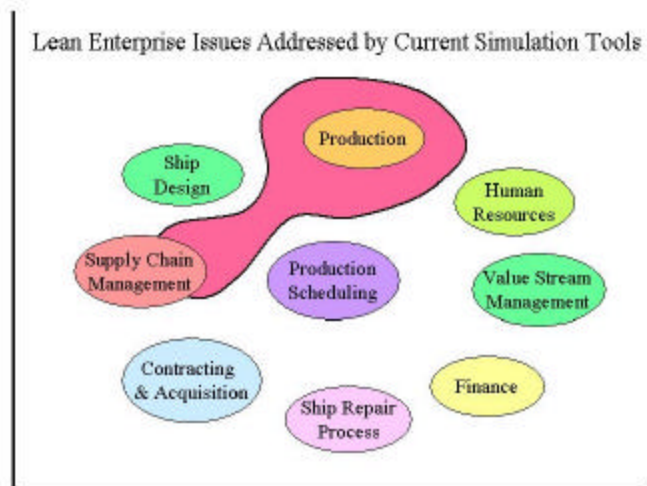 Lean Enterprise Issues Addressed by Current Simulation Tools
Production
Ship
Design
Human
Resources
Supply Chain
Management
Production
Scheduling
Value Stream
Management
Contracting
& Acquisition
Finance
Ship Repair
Process